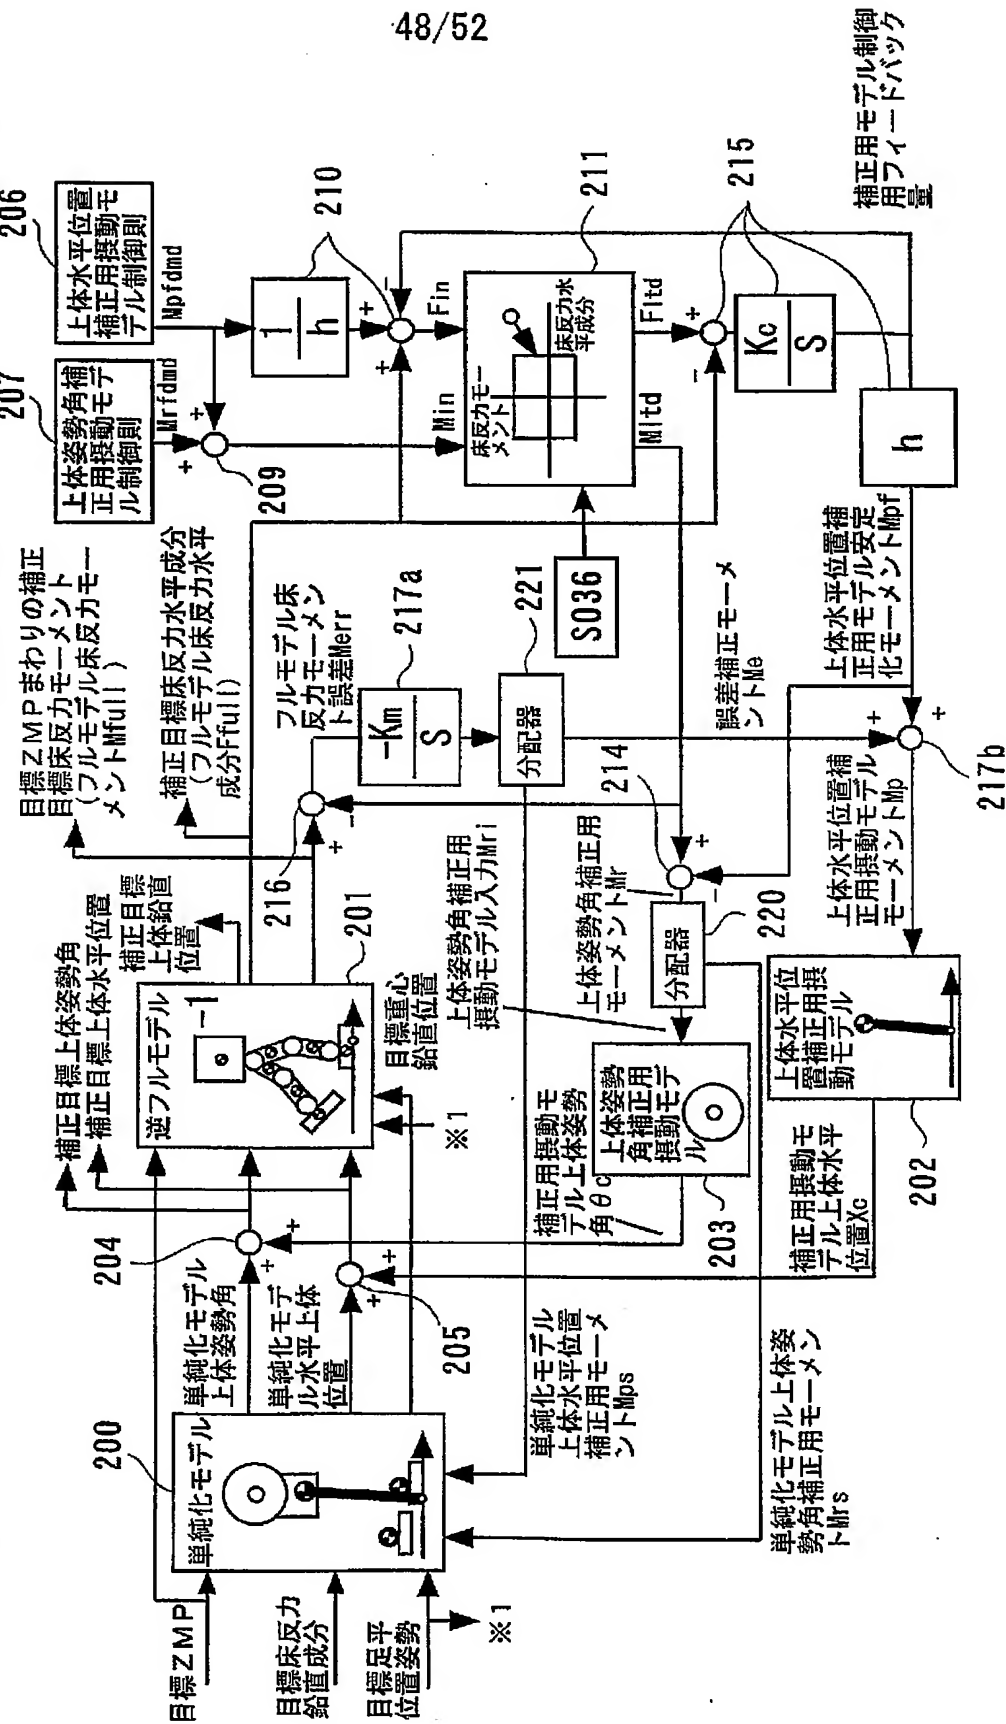 48/52
206
上体水平位置
補正用摂動モ
デル制御則
Mpfdmd
207
上体姿勢角補
正用摂動モデ
ル制御則
Mrfdmd
209
210
1
h
Fin
Min
床反力モー
メント
床反力水
平成分
211
Fltd
Mltd
215
Kc
S
h
補正用モデル制御
用フィードバック
量
目標ZMPまわりの補正
目標床反力モーメント
(フルモデル床反力モー
メントMfull)
補正目標床反力水平成分
(フルモデル床反力水平
成分Ffull)
フルモデル床
反力モーメン
ト誤差Merr
217a
-Km
S
221
分配器
S036
216
誤差補正モーメ
ントMe
上体水平位置補
正用モデル安定
化モーメントMpf
217b
214
上体水平位置補
正用摂動モデル
モーメントMp
補正目標上体姿勢角
補正目標上体水平位置
補正目標
上体鉛直
位置
201
逆フルモデル
-1
目標重心
鉛直位置
※1
上体姿勢角補正用
摂動モデル入力Mri
上体姿勢角補正用
モーメントMr
220
分配器
上体姿勢
角補正用
摂動モデ
ル
203
上体水平位
置補正用摂
動モデル
202
補正用摂動モ
デル上体姿勢
角θc
補正用摂動モ
デル上体水平
位置Xc
204
205
単純化モデル
上体姿勢角
単純化モデ
ル水平上体
位置
200
単純化モデル
単純化モデル
上体水平位置
補正用モーメ
ントMps
単純化モデル上体姿
勢角補正用モーメン
トMrs
目標ZMP
目標床反力
鉛直成分
目標足平
位置姿勢
※1